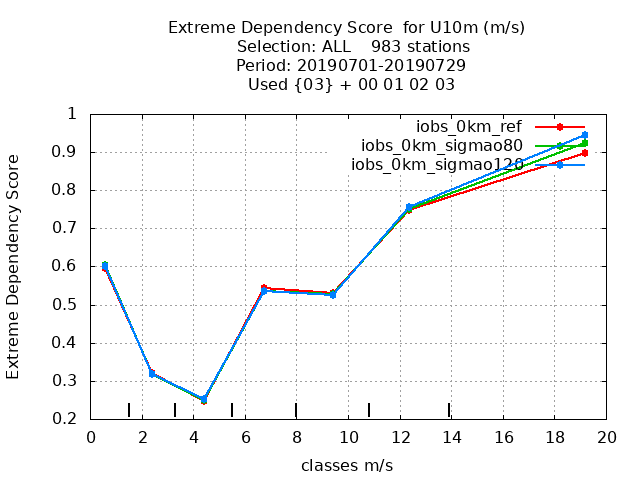 Extreme Dependency Score  for U10m (m/s)
Selection: ALL    983 stations
Period: 20190701-20190729
Used {03} + 00 01 02 03
iobs_0km_ref
iobs_0km_sigmao80
iobs_0km_sigmao120
Extreme Dependency Score
1
0.9
0.8
0.7
0.6
0.5
0.4
0.3
0.2
0 2 4 6 8 10 12 14 16 18 20
classes m/s